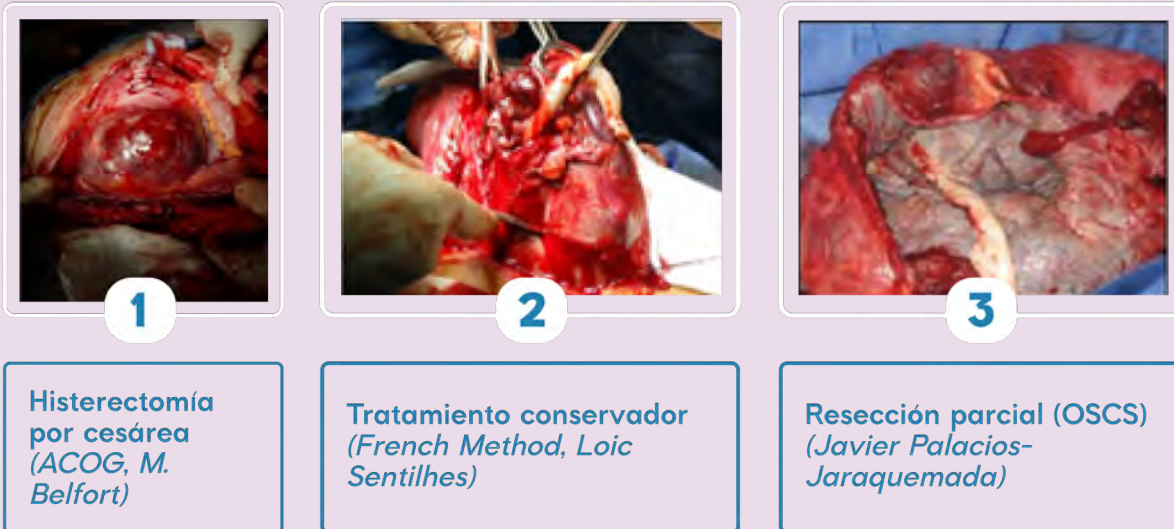 1
2
3
Histerectomía
por cesárea
(ACOG, M.
Belfort)
Tratamiento conservador
(French Method, Loic
Sentilhes)
Resección parcial (OSCS)
(Javier Palacios-
Jaraquemada)